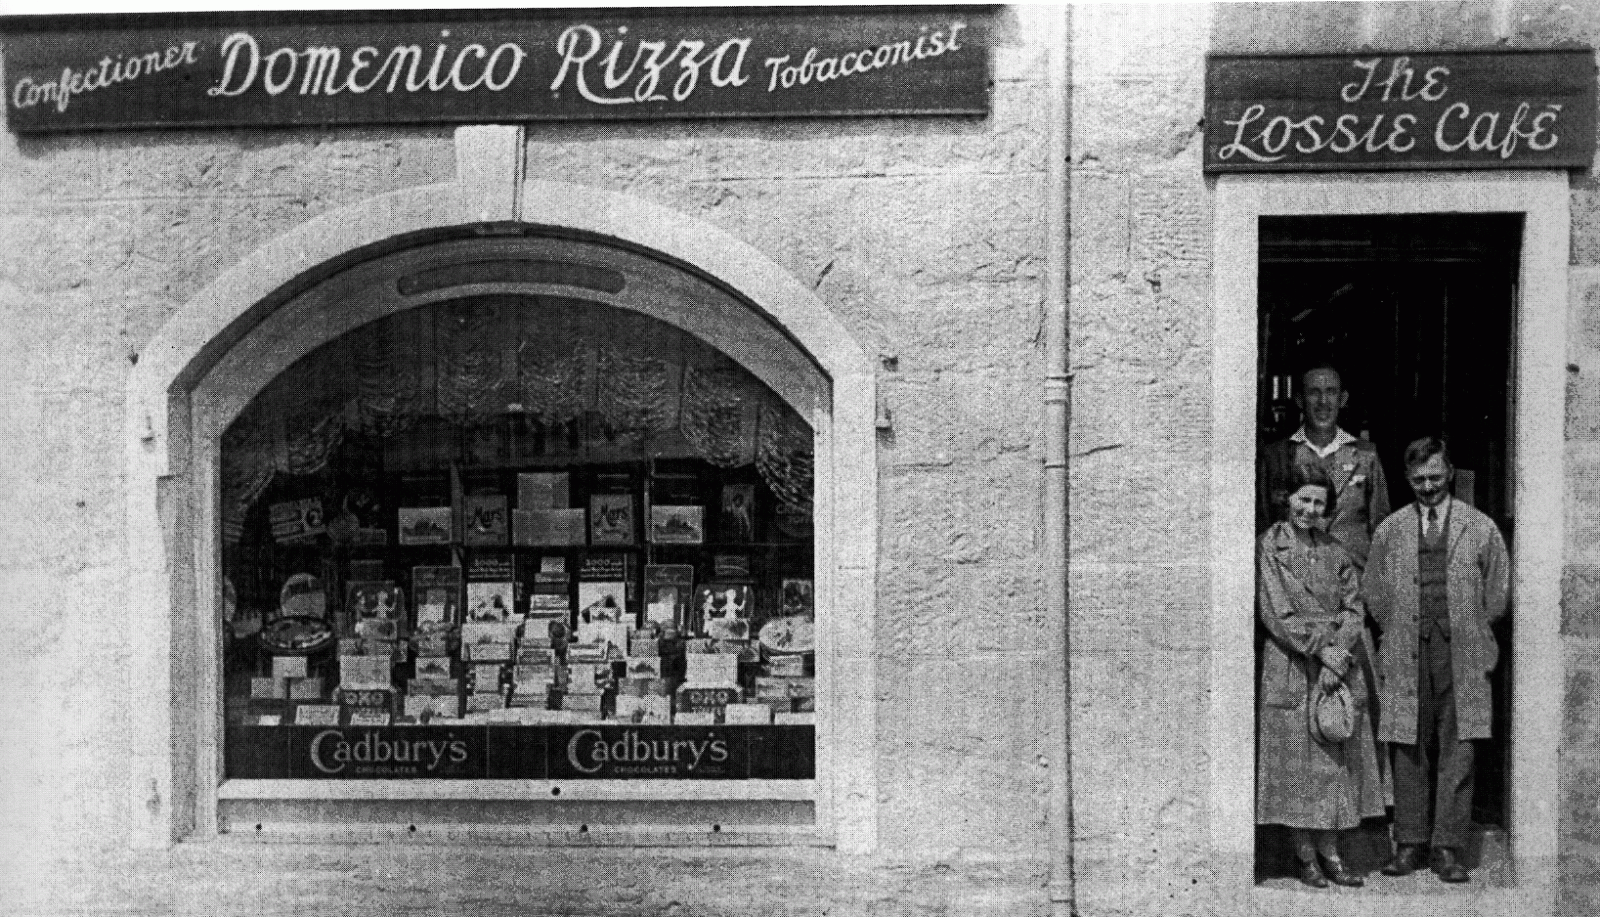 Confectioner Domenico Rizza Tobacconist
The
Lossie Café
Mars Mars
OXO OXO
Cadbury's Cadbury's
CHOCOLATES CHOCOLATES